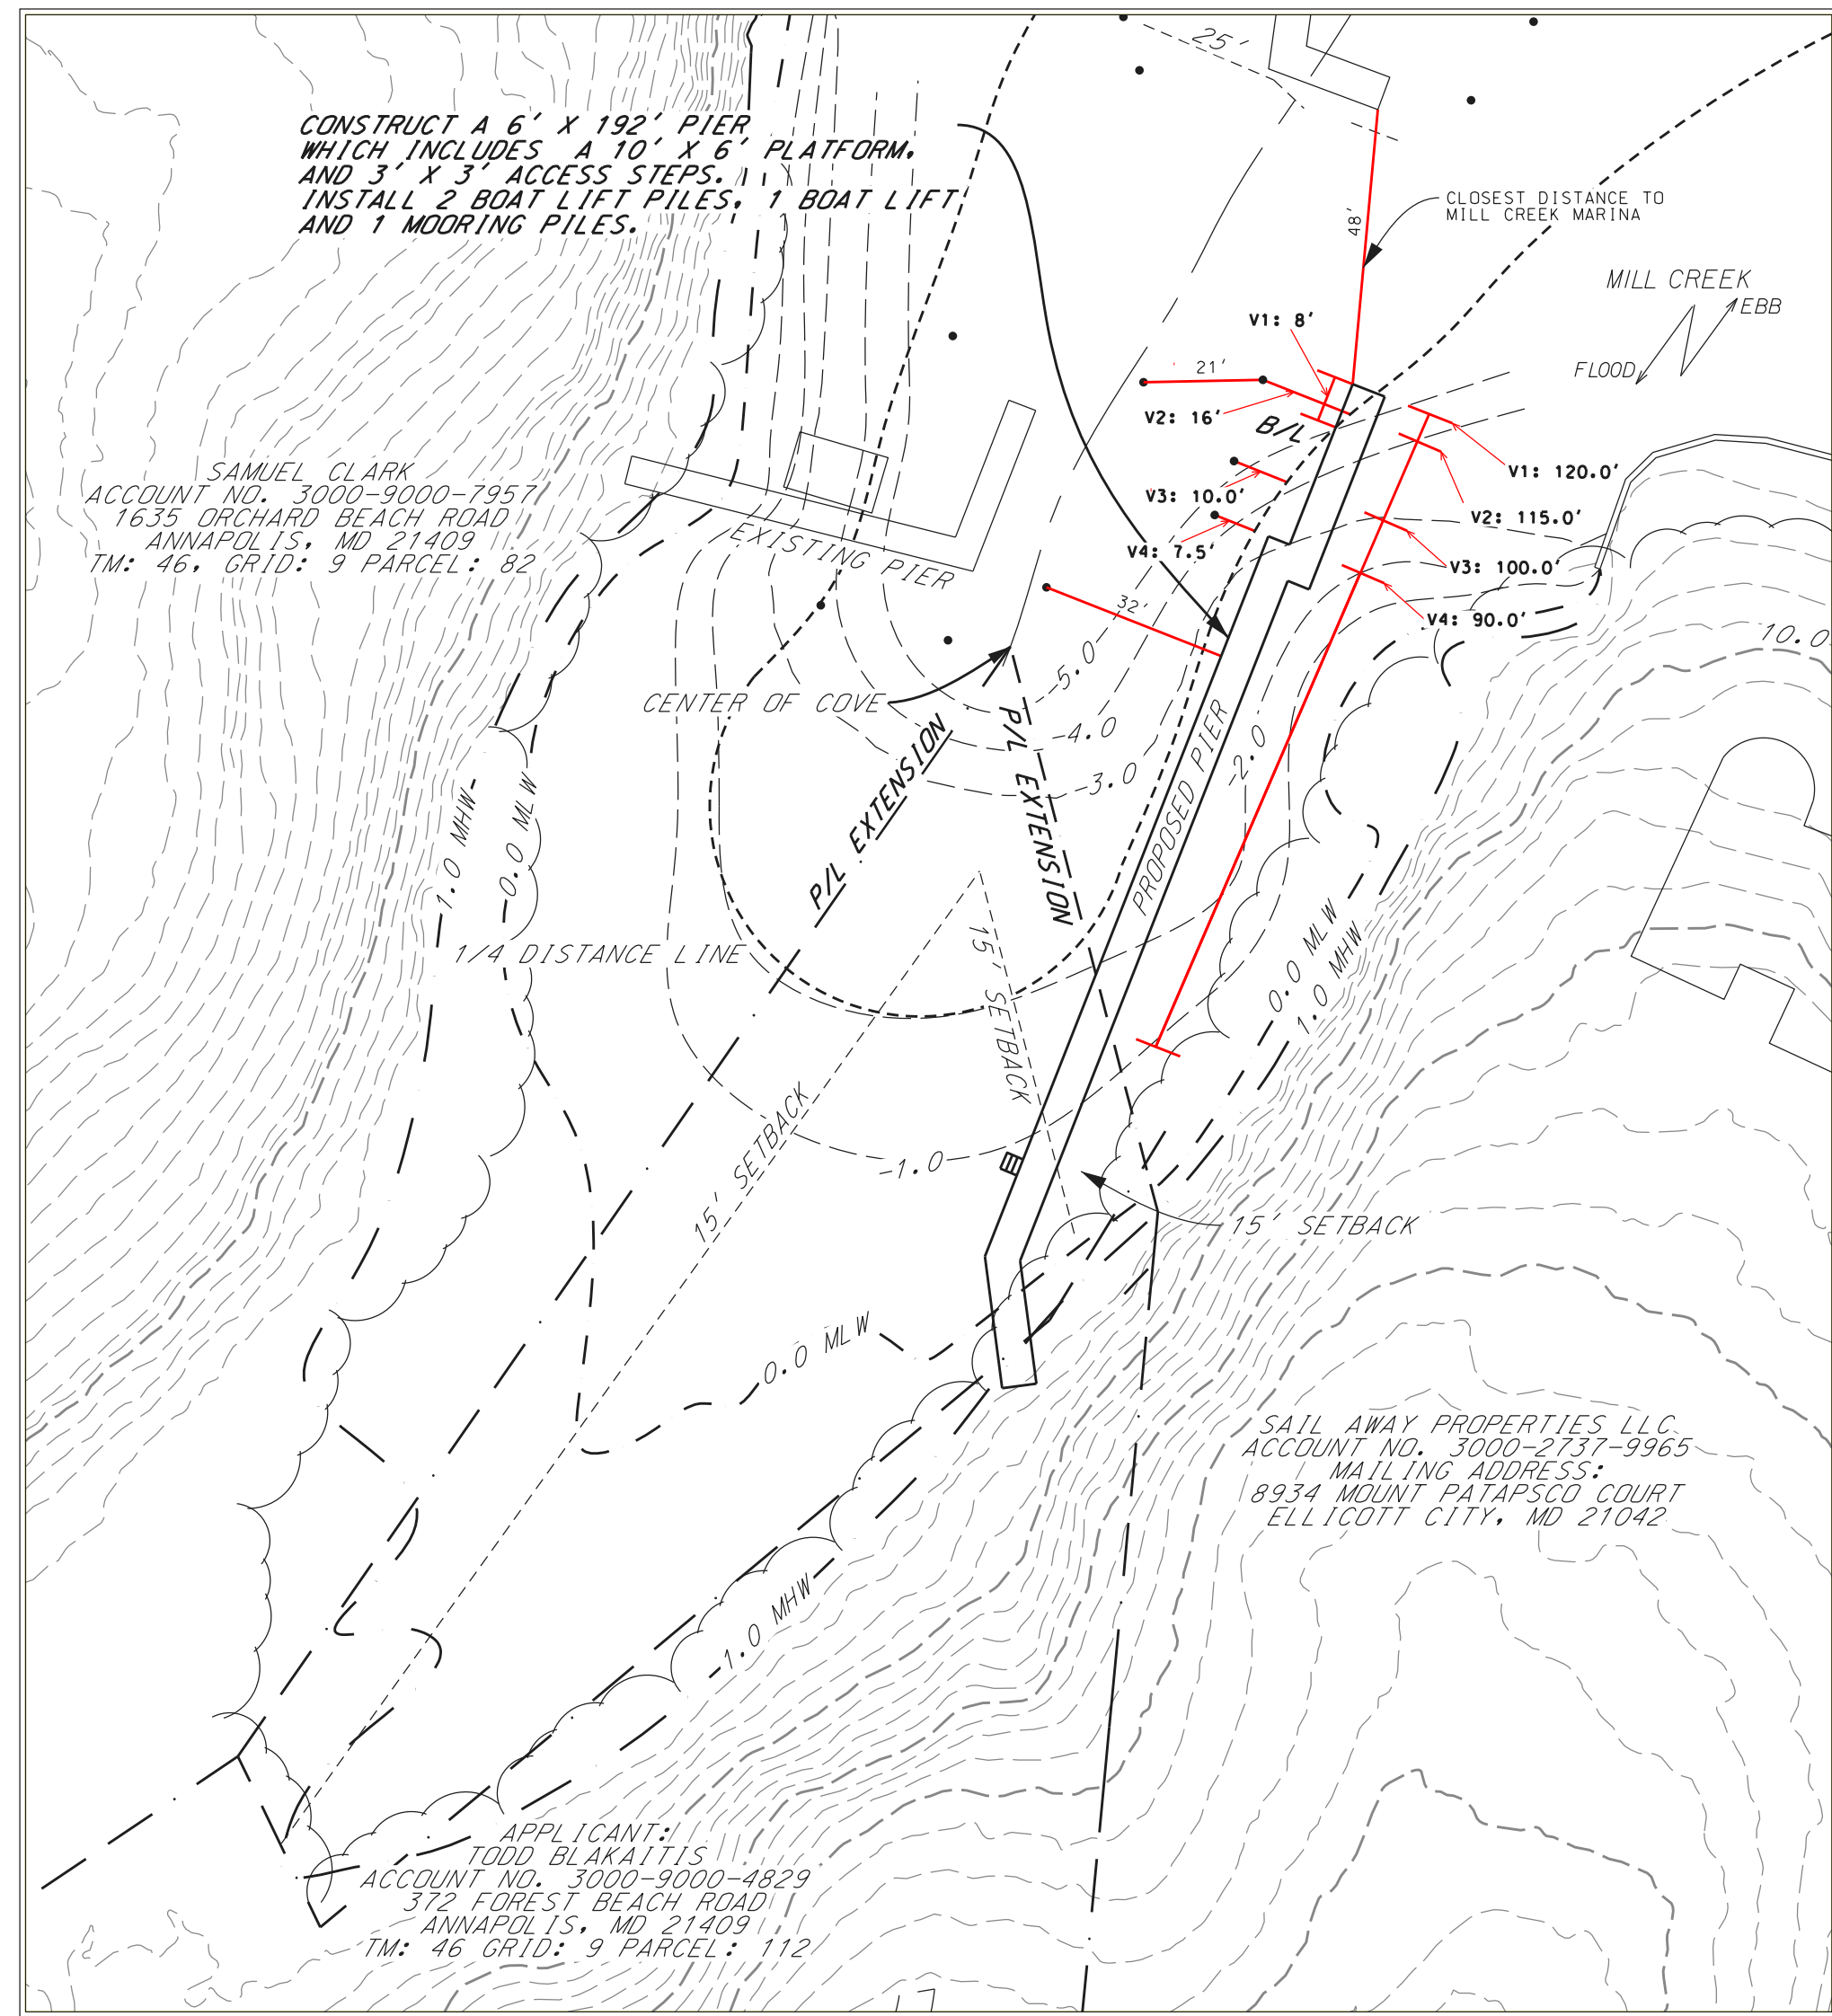 25'
CONSTRUCT A 6' X 192' PIER
WHICH INCLUDES A 10' X 6' PLATFORM,
AND 3' X 3' ACCESS STEPS.
INSTALL 2 BOAT LIFT PILES, 1 BOAT LIFT
AND 1 MOORING PILES.
CLOSEST DISTANCE TO
MILL CREEK MARINA
48'
MILL CREEK
EBB
FLOOD
V1: 8'
21'
V2: 16'
B/L
V3: 10.0'
V4: 7.5'
V1: 120.0'
V2: 115.0'
V3: 100.0'
V4: 90.0'
SAMUEL CLARK
ACCOUNT NO. 3000-9000-7957
1635 ORCHARD BEACH ROAD
ANNAPOLIS, MD 21409
TM: 46, GRID: 9 PARCEL: 82
EXISTING PIER
32'
10.0
CENTER OF COVE
-5.0
-4.0
-3.0
-2.0
P/L EXTENSION
P/L EXTENSION
PROPOSED PIER
1.0 MHW
0.0 MLW
1/4 DISTANCE LINE
15' SETBACK
0.0 MLW
1.0 MHW
15' SETBACK
-1.0
15' SETBACK
0.0 MLW
SAIL AWAY PROPERTIES LLC
ACCOUNT NO. 3000-2737-9965
MAILING ADDRESS:
8934 MOUNT PATAPSCO COURT
ELLICOTT CITY, MD 21042
1.0 MHW
APPLICANT:
TODD BLAKAITIS
ACCOUNT NO. 3000-9000-4829
372 FOREST BEACH ROAD
ANNAPOLIS, MD 21409
TM: 46 GRID: 9 PARCEL: 112